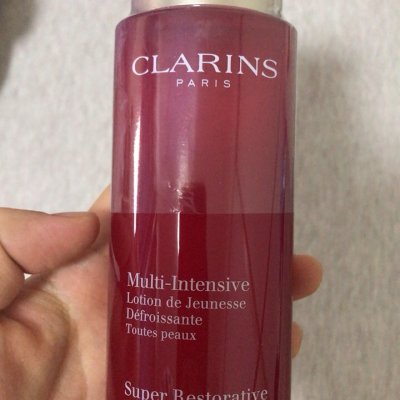 CLARINS
PARIS
Multi-Intensive
Lotion de Jeunesse
Défroissante
Toutes peaux
Super Restorative